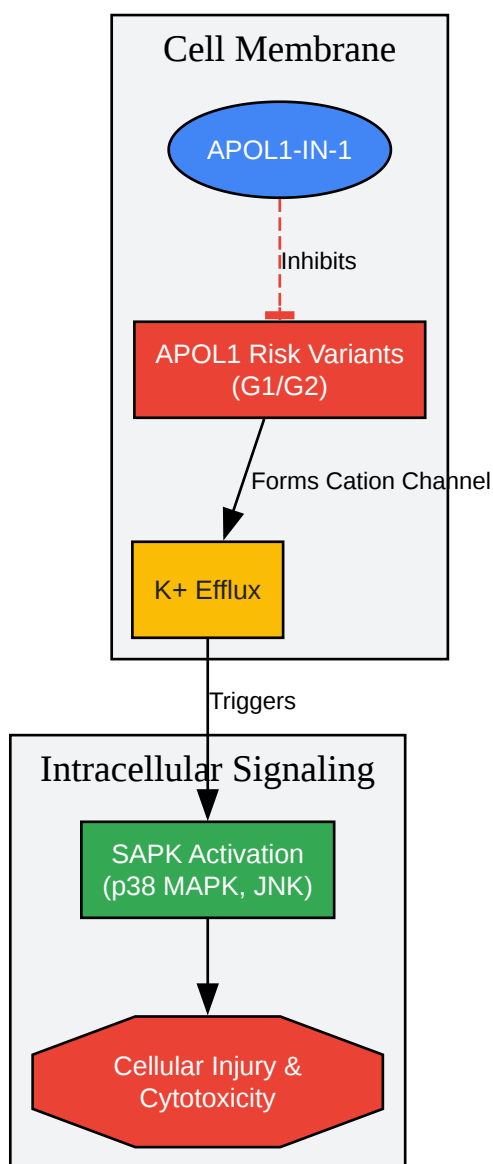 Cell Membrane
APOL1-IN-1
Inhibits
APOL1 Risk Variants
(G1/G2)
Forms Cation Channel
K+ Efflux
Triggers
Intracellular Signaling
SAPK Activation
(p38 MAPK, JNK)
Cellular Injury &
Cytotoxicity